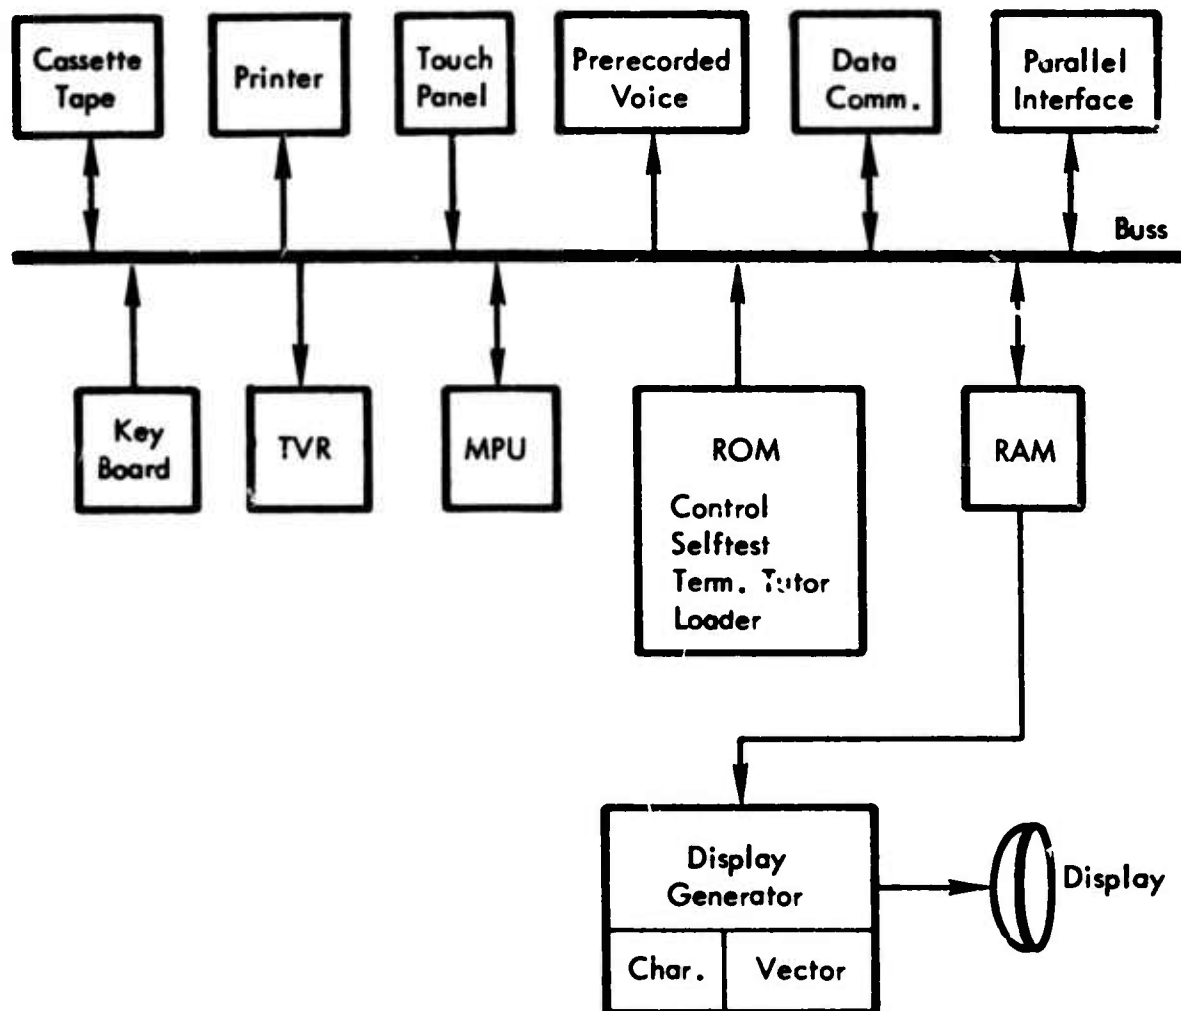 Cassette
Tape
Printer
Touch
Panel
Prerecorded
Voice
Data
Comm.
Parallel
Interface
Buss
Key
Board
TVR
MPU
ROM
Control
Selftest
Term. Tutor
Loader
RAM
Display
Generator
Char.
Vector
Display